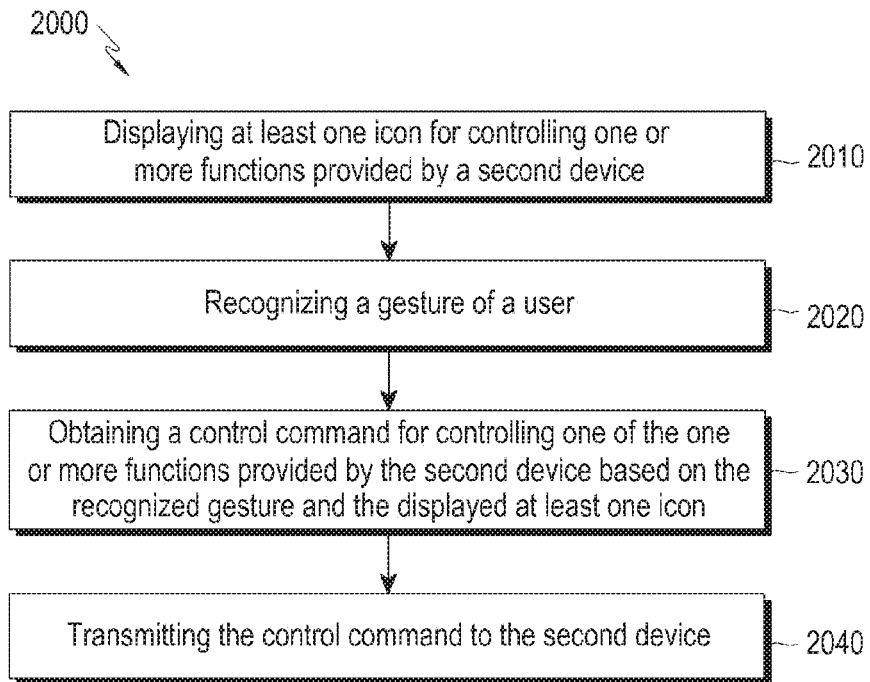 2000
Displaying at least one icon for controlling one or
more functions provided by a second device
2010
Recognizing a gesture of a user
2020
Obtaining a control command for controlling one of the one
or more functions provided by the second device based on the
recognized gesture and the displayed at least one icon
2030
Transmitting the control command to the second device
2040